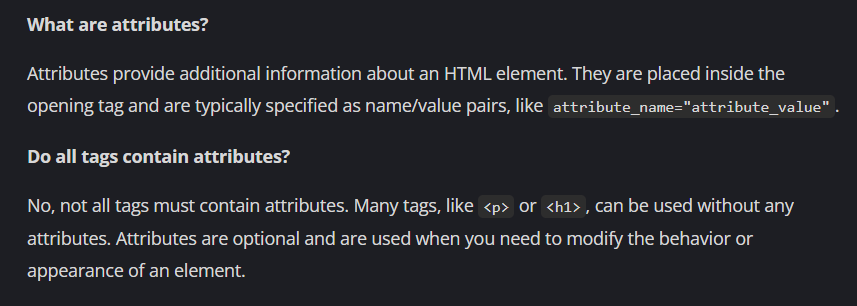 What are attributes?
Attributes provide additional information about an HTML element. They are placed inside the
opening tag and are typically specified as name/value pairs, like attribute_name="attribute_value".
Do all tags contain attributes?
No, not all tags must contain attributes. Many tags, like <p> or <h1>, can be used without any
attributes. Attributes are optional and are used when you need to modify the behavior or
appearance of an element.